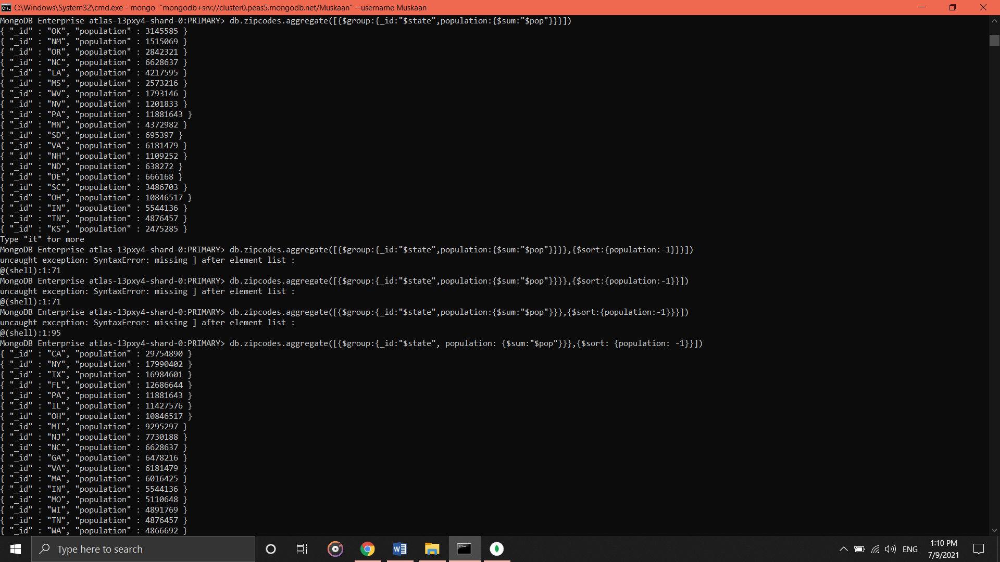 C:\Windows\System32\cmd.exe - mongo  "mongodb+srv://cluster0.peas5.mongodb.net/Muskaan" --username Muskaan
MongoDB Enterprise atlas-13pxy4-shard-0:PRIMARY> db.zipcodes.aggregate([{$group:{_id:"$state",population:{$sum:"$pop"}}}])
{ "_id" : "OK", "population" : 3145585 }
{ "_id" : "NM", "population" : 1515069 }
{ "_id" : "OR", "population" : 2842321 }
{ "_id" : "NC", "population" : 6628637 }
{ "_id" : "LA", "population" : 4217595 }
{ "_id" : "MS", "population" : 2573216 }
{ "_id" : "WV", "population" : 1793146 }
{ "_id" : "NV", "population" : 1201833 }
{ "_id" : "PA", "population" : 11881643 }
{ "_id" : "MN", "population" : 4372982 }
{ "_id" : "SD", "population" : 695397 }
{ "_id" : "VA", "population" : 6181479 }
{ "_id" : "NH", "population" : 1109252 }
{ "_id" : "ND", "population" : 638272 }
{ "_id" : "DE", "population" : 666168 }
{ "_id" : "SC", "population" : 3486703 }
{ "_id" : "OH", "population" : 10846517 }
{ "_id" : "IN", "population" : 5544136 }
{ "_id" : "TN", "population" : 4876457 }
{ "_id" : "KS", "population" : 2475285 }
Type "it" for more
MongoDB Enterprise atlas-13pxy4-shard-0:PRIMARY> db.zipcodes.aggregate([{$group:{_id:"$state",population:{$sum:"$pop"}}}},{$sort:{population:-1}}}])
uncaught exception: SyntaxError: missing ] after element list :
@(shell):1:71
MongoDB Enterprise atlas-13pxy4-shard-0:PRIMARY> db.zipcodes.aggregate([{$group:{_id:"$state",population:{$sum:"$pop"}}}},{$sort:{population:-1}}])
uncaught exception: SyntaxError: missing ] after element list :
@(shell):1:71
MongoDB Enterprise atlas-13pxy4-shard-0:PRIMARY> db.zipcodes.aggregate([{$group:{_id:"$state",population:{$sum:"$pop"}}},{$sort:{population:-1}}}])
uncaught exception: SyntaxError: missing ] after element list :
@(shell):1:95
MongoDB Enterprise atlas-13pxy4-shard-0:PRIMARY> db.zipcodes.aggregate([{$group:{_id:"$state", population: {$sum:"$pop"}}},{$sort: {population: -1}}])
{ "_id" : "CA", "population" : 29754890 }
{ "_id" : "NY", "population" : 17990402 }
{ "_id" : "TX", "population" : 16984601 }
{ "_id" : "FL", "population" : 12686644 }
{ "_id" : "PA", "population" : 11881643 }
{ "_id" : "IL", "population" : 11427576 }
{ "_id" : "OH", "population" : 10846517 }
{ "_id" : "MI", "population" : 9295297 }
{ "_id" : "NJ", "population" : 7730188 }
{ "_id" : "NC", "population" : 6628637 }
{ "_id" : "GA", "population" : 6478216 }
{ "_id" : "VA", "population" : 6181479 }
{ "_id" : "MA", "population" : 6016425 }
{ "_id" : "IN", "population" : 5544136 }
{ "_id" : "MO", "population" : 5110648 }
{ "_id" : "WI", "population" : 4891769 }
{ "_id" : "TN", "population" : 4876457 }
{ "_id" : "WA", "population" : 4866692 }
Type here to search
ENG
1:10 PM
7/9/2021